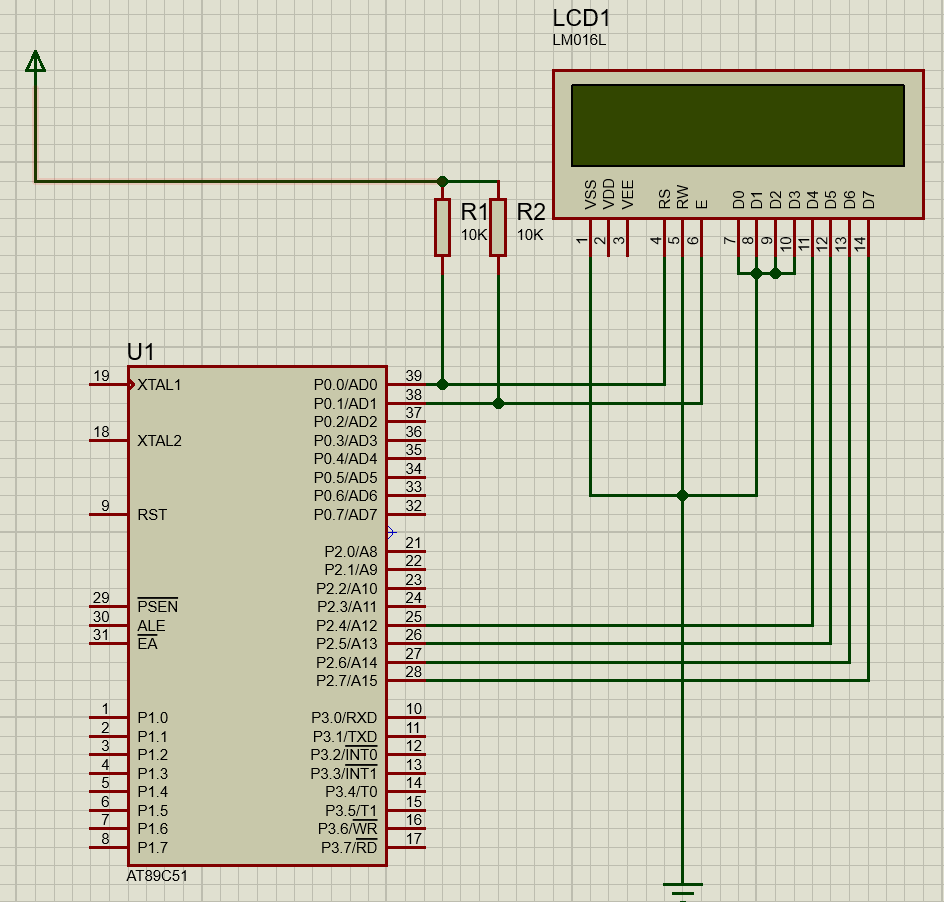 LCD1
LM016L
VSS VDD VEE RS RW E D0 D1 D2 D3 D4 D5 D6 D7
1 2 3 4 5 6 7 8 9 10 11 12 13 14
R1
10K
R2
10K
U1
19 XTAL1 P0.0/AD0 39
P0.1/AD1 38
P0.2/AD2 37
18 XTAL2 P0.3/AD3 36
P0.4/AD4 35
P0.5/AD5 34
P0.6/AD6 33
9 RST P0.7/AD7 32
P2.0/A8 21
P2.1/A9 22
P2.2/A10 23
29 PSEN P2.3/A11 24
30 ALE P2.4/A12 25
31 EA P2.5/A13 26
P2.6/A14 27
P2.7/A15 28
1 P1.0 P3.0/RXD 10
2 P1.1 P3.1/TXD 11
3 P1.2 P3.2/INT0 12
4 P1.3 P3.3/INT1 13
5 P1.4 P3.4/T0 14
6 P1.5 P3.5/T1 15
7 P1.6 P3.6/WR 16
8 P1.7 P3.7/RD 17
AT89C51